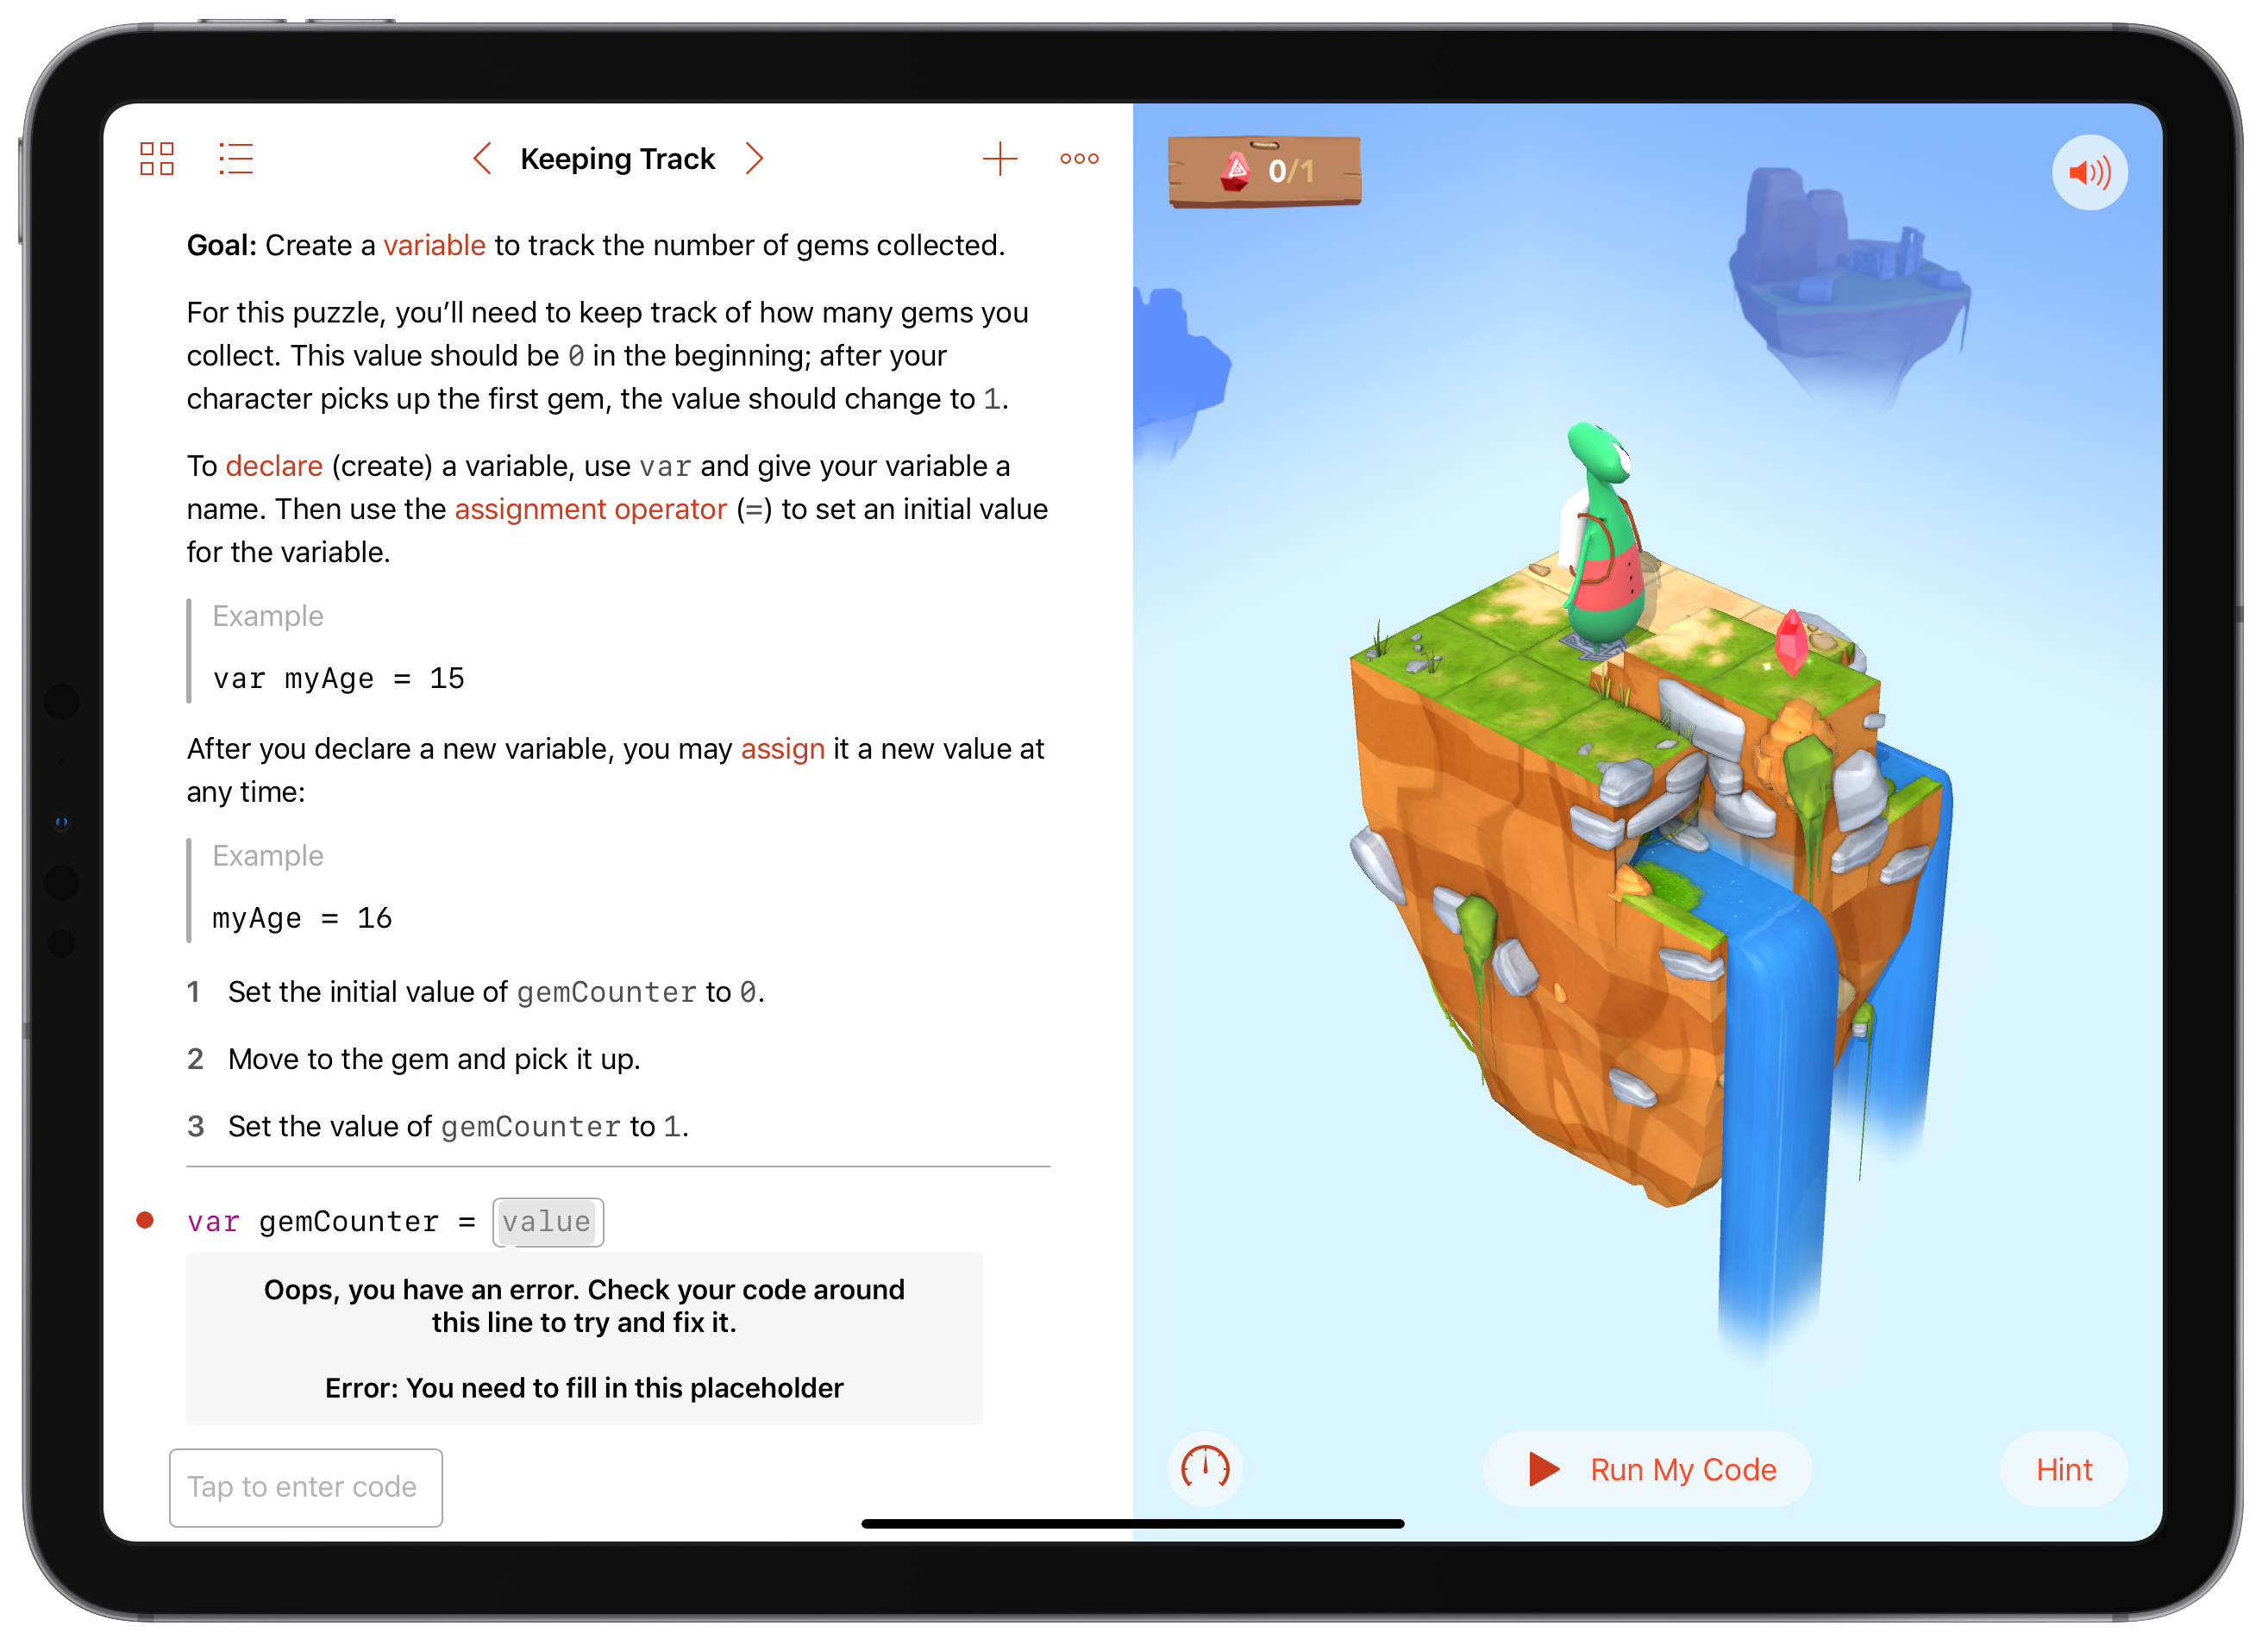 Keeping Track
0/1
Goal: Create a variable to track the number of gems collected.
For this puzzle, you’ll need to keep track of how many gems you
collect. This value should be 0 in the beginning; after your
character picks up the first gem, the value should change to 1.
To declare (create) a variable, use var and give your variable a
name. Then use the assignment operator (=) to set an initial value
for the variable.
Example
var myAge = 15
After you declare a new variable, you may assign it a new value at
any time:
Example
myAge = 16
1 Set the initial value of gemCounter to 0.
2 Move to the gem and pick it up.
3 Set the value of gemCounter to 1.
var gemCounter = value
Oops, you have an error. Check your code around
this line to try and fix it.
Error: You need to fill in this placeholder
Tap to enter code
Run My Code
Hint